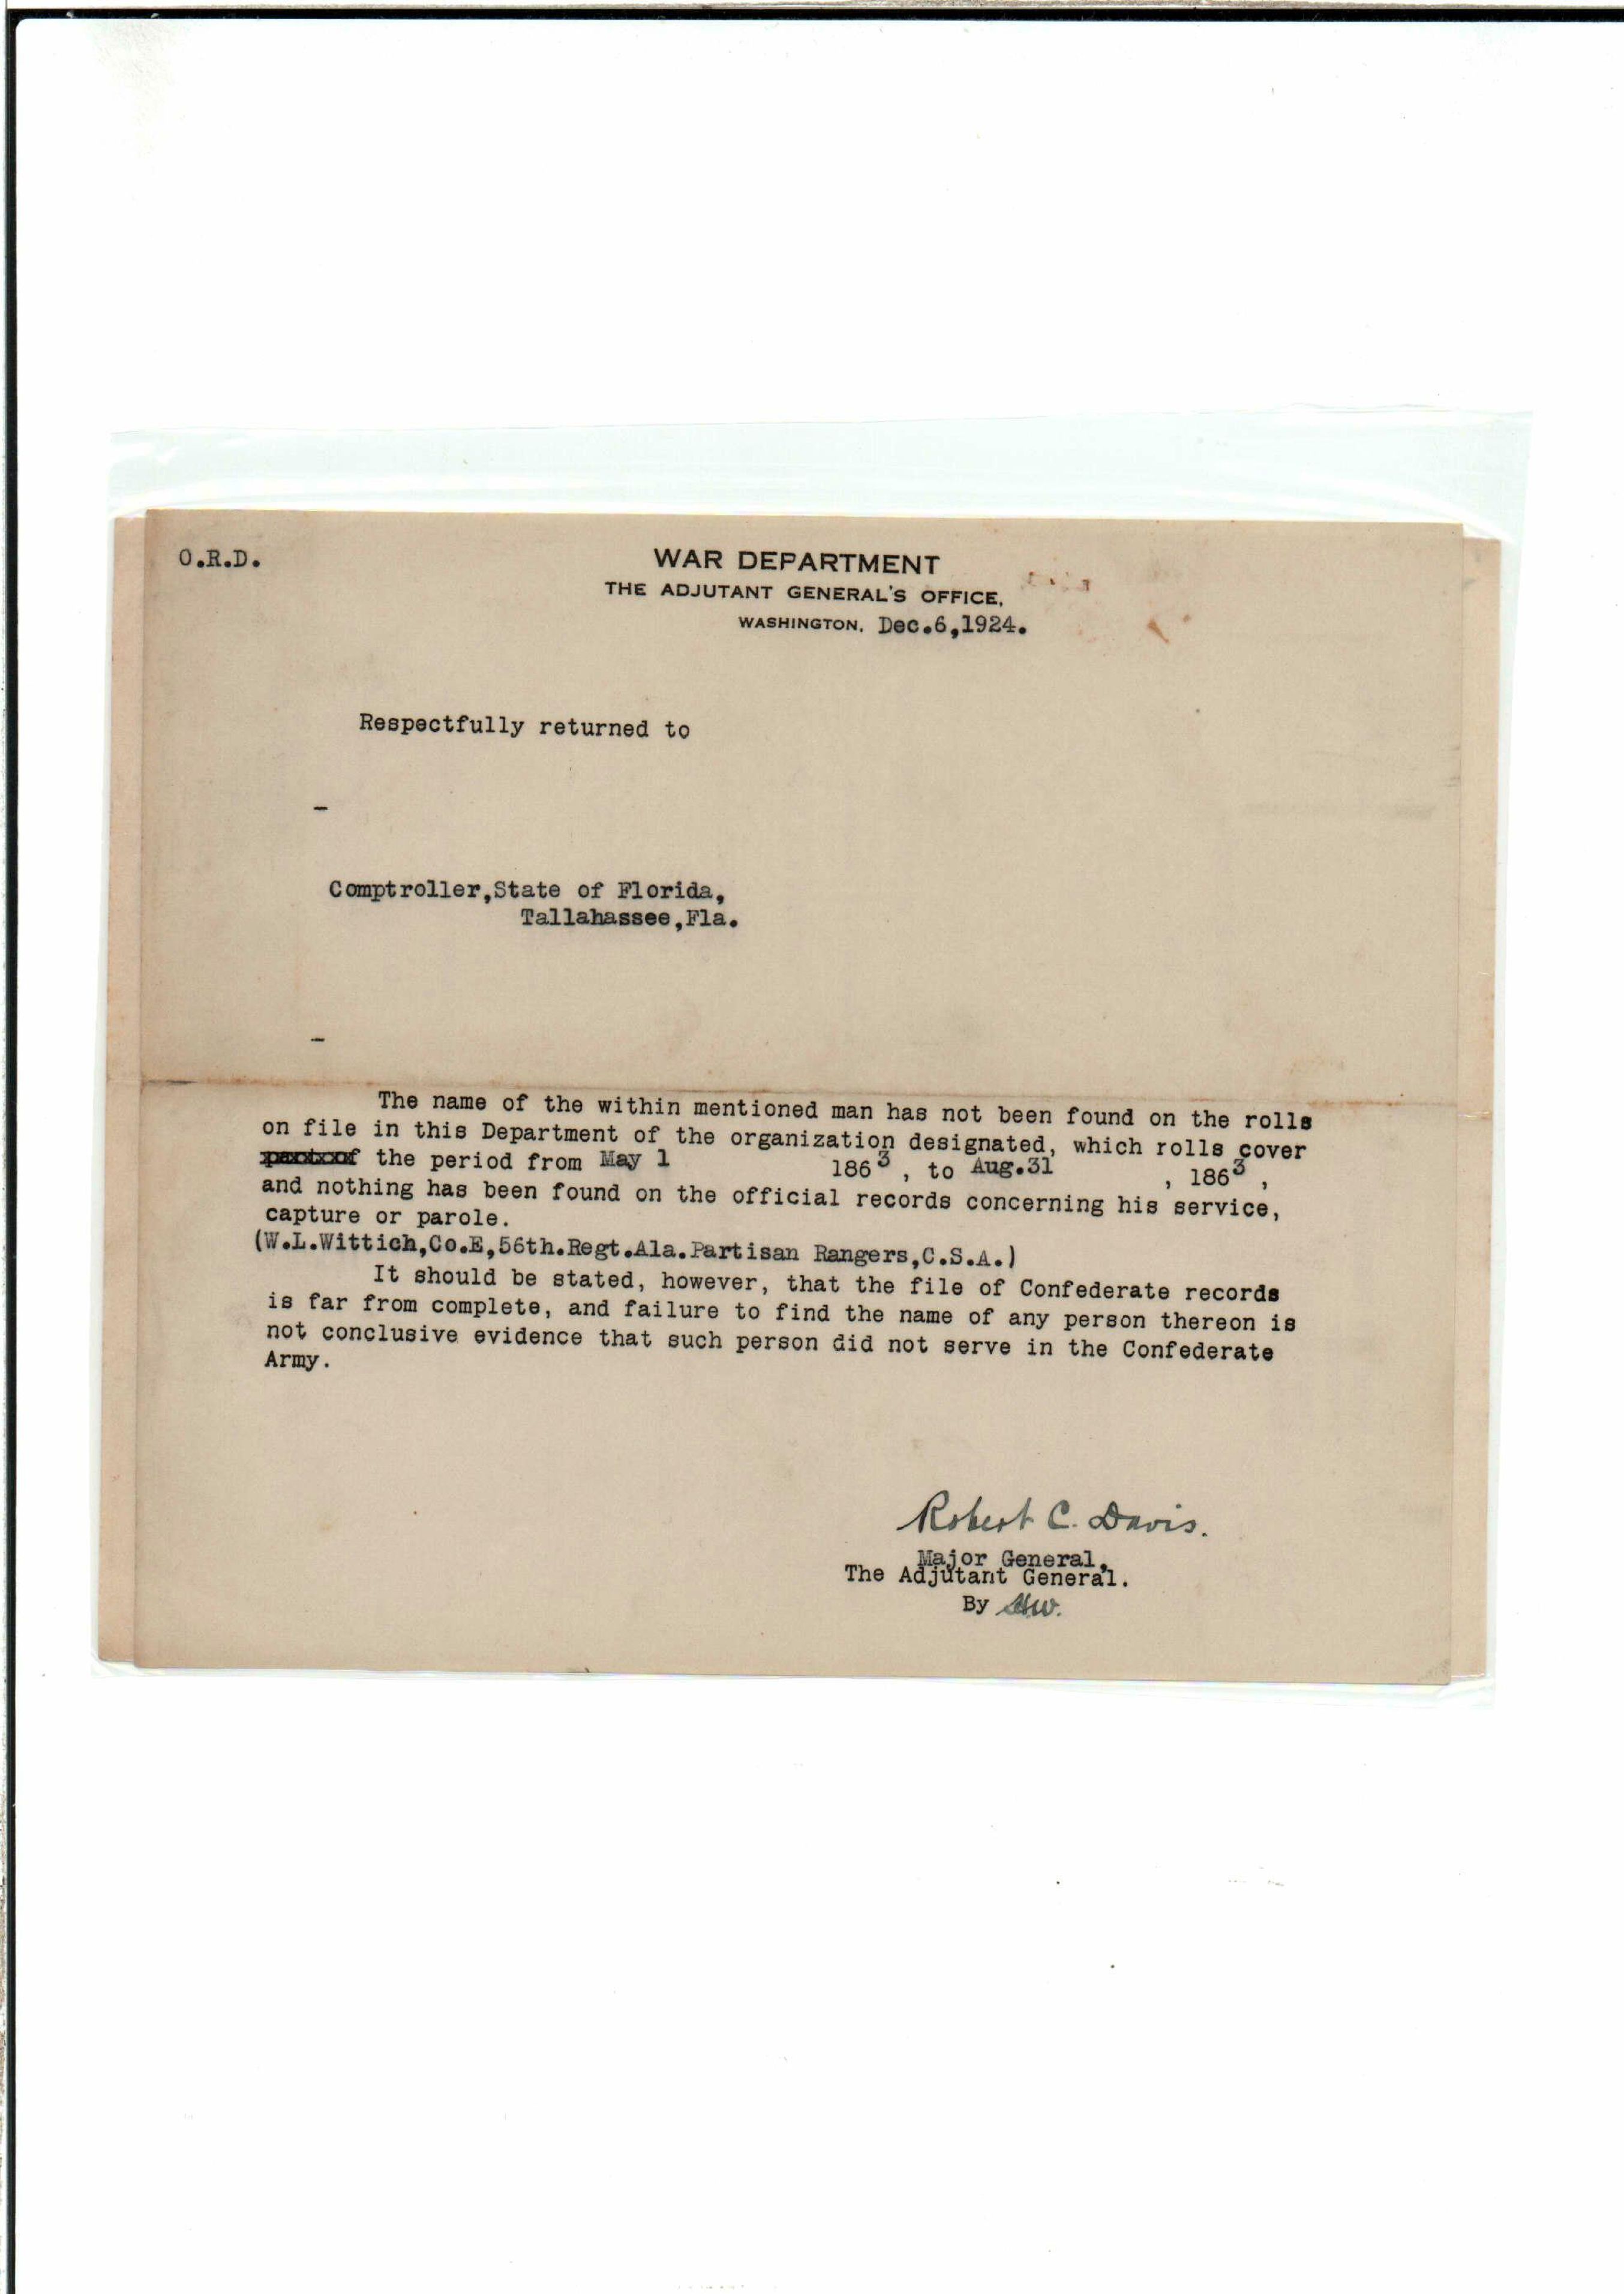 O.R.D.
WAR DEPARTMENT
THE ADJUTANT GENERAL'S OFFICE,
WASHINGTON, Dec.6,1924.
Respectfully returned to
-
Comptroller,State of Florida,
Tallahassee,Fla.
-
The name of the within mentioned man has not been found on the rolls
on file in this Department of the organization designated, which rolls cover
the period from May 1 1863 , to Aug.31 , 1863 ,
and nothing has been found on the official records concerning his service,
capture or parole.
(W.L.Wittich,Co.E,56th.Regt.Ala.Partisan Rangers,C.S.A.)
It should be stated, however, that the file of Confederate records
is far from complete, and failure to find the name of any person thereon is
not conclusive evidence that such person did not serve in the Confederate
Army.
Robert C. Davis.
Major General,
The Adjutant General.
By